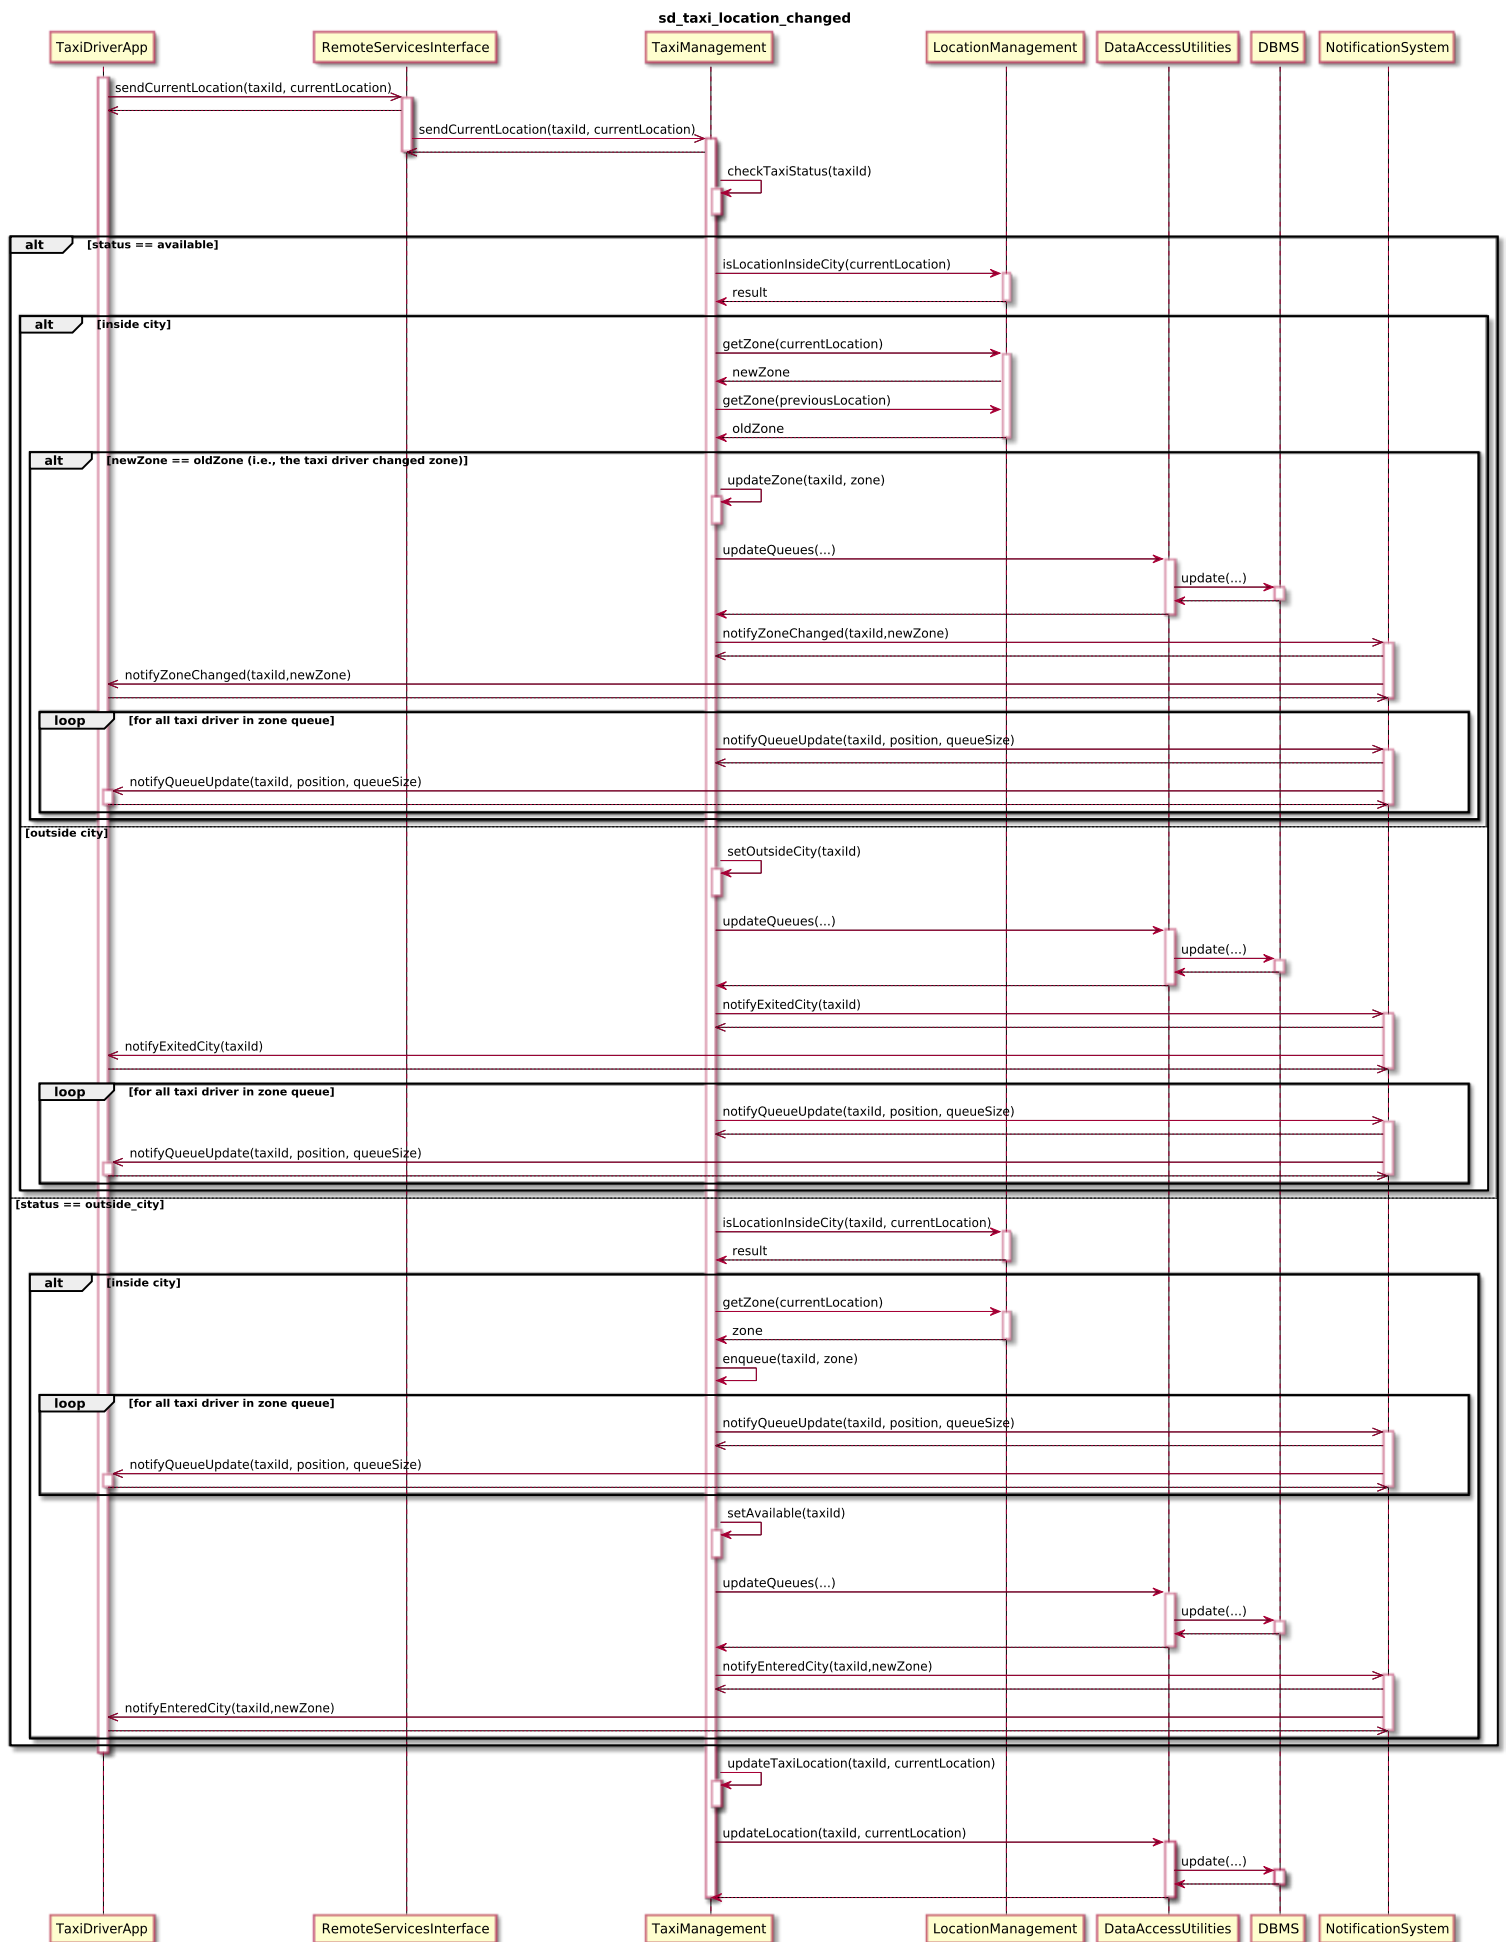 sd_taxi_location_changed
TaxiDriverApp RemoteServicesInterface TaxiManagement LocationManagement DataAccessUtilities DBMS NotificationSystem
sendCurrentLocation(taxiId, currentLocation)
sendCurrentLocation(taxiId, currentLocation)
checkTaxiStatus(taxiId)
alt [status == available]
isLocationInsideCity(currentLocation)
result
alt [inside city]
getZone(currentLocation)
newZone
getZone(previousLocation)
oldZone
alt [newZone == oldZone (i.e., the taxi driver changed zone)]
updateZone(taxiId, zone)
updateQueues(...)
update(...)
notifyZoneChanged(taxiId,newZone)
notifyZoneChanged(taxiId,newZone)
loop [for all taxi driver in zone queue]
notifyQueueUpdate(taxiId, position, queueSize)
notifyQueueUpdate(taxiId, position, queueSize)
[outside city]
setOutsideCity(taxiId)
updateQueues(...)
update(...)
notifyExitedCity(taxiId)
notifyExitedCity(taxiId)
loop [for all taxi driver in zone queue]
notifyQueueUpdate(taxiId, position, queueSize)
notifyQueueUpdate(taxiId, position, queueSize)
[status == outside_city]
isLocationInsideCity(taxiId, currentLocation)
result
alt [inside city]
getZone(currentLocation)
zone
enqueue(taxiId, zone)
loop [for all taxi driver in zone queue]
notifyQueueUpdate(taxiId, position, queueSize)
notifyQueueUpdate(taxiId, position, queueSize)
setAvailable(taxiId)
updateQueues(...)
update(...)
notifyEnteredCity(taxiId,newZone)
notifyEnteredCity(taxiId,newZone)
updateTaxiLocation(taxiId, currentLocation)
updateLocation(taxiId, currentLocation)
update(...)
TaxiDriverApp RemoteServicesInterface TaxiManagement LocationManagement DataAccessUtilities DBMS NotificationSystem